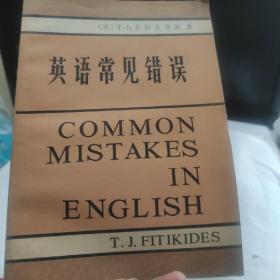 英语常见错误
COMMON
MISTAKES
IN
ENGLISH
T. J. FITIKIDES